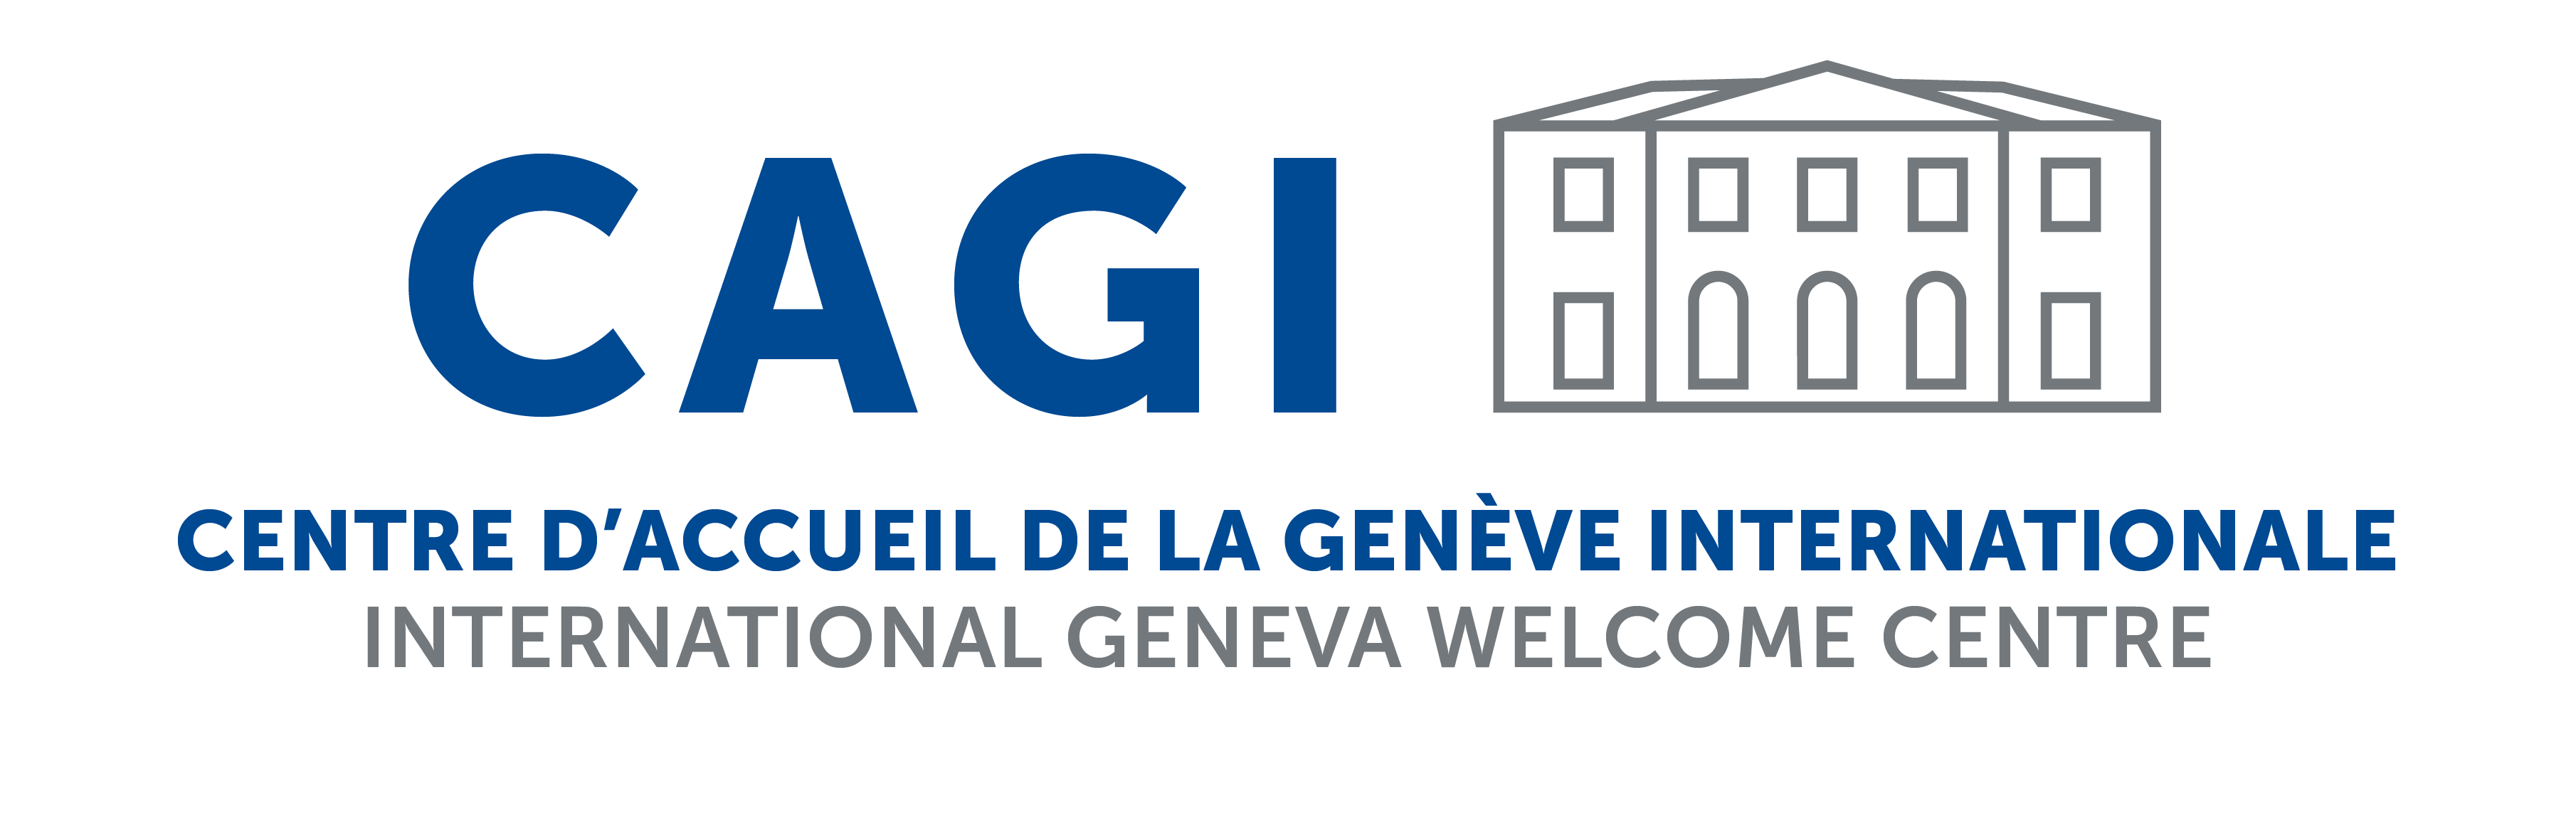 CAGI
CENTRE D’ACCUEIL DE LA GENÈVE INTERNATIONALE
INTERNATIONAL GENEVA WELCOME CENTRE